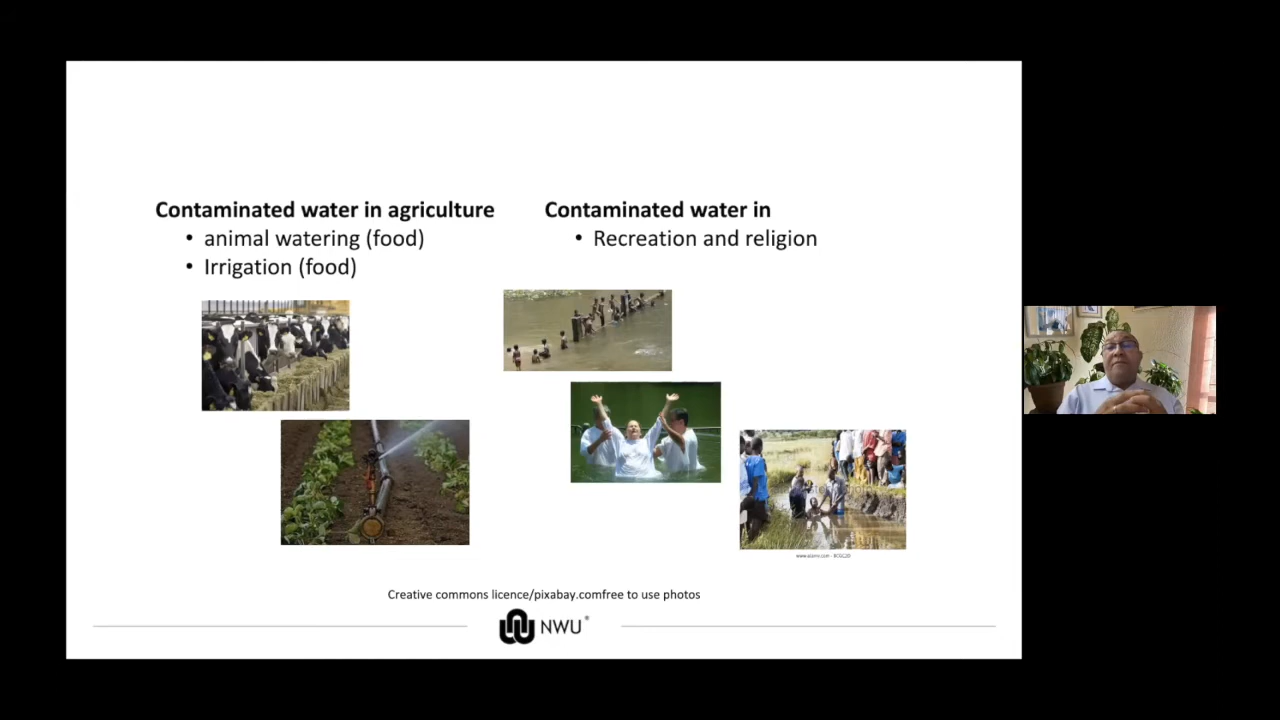 Contaminated water in agriculture
• animal watering (food)
• Irrigation (food)
Contaminated water in
• Recreation and religion
Creative commons licence/pixabay.comfree to use photos
NWU®